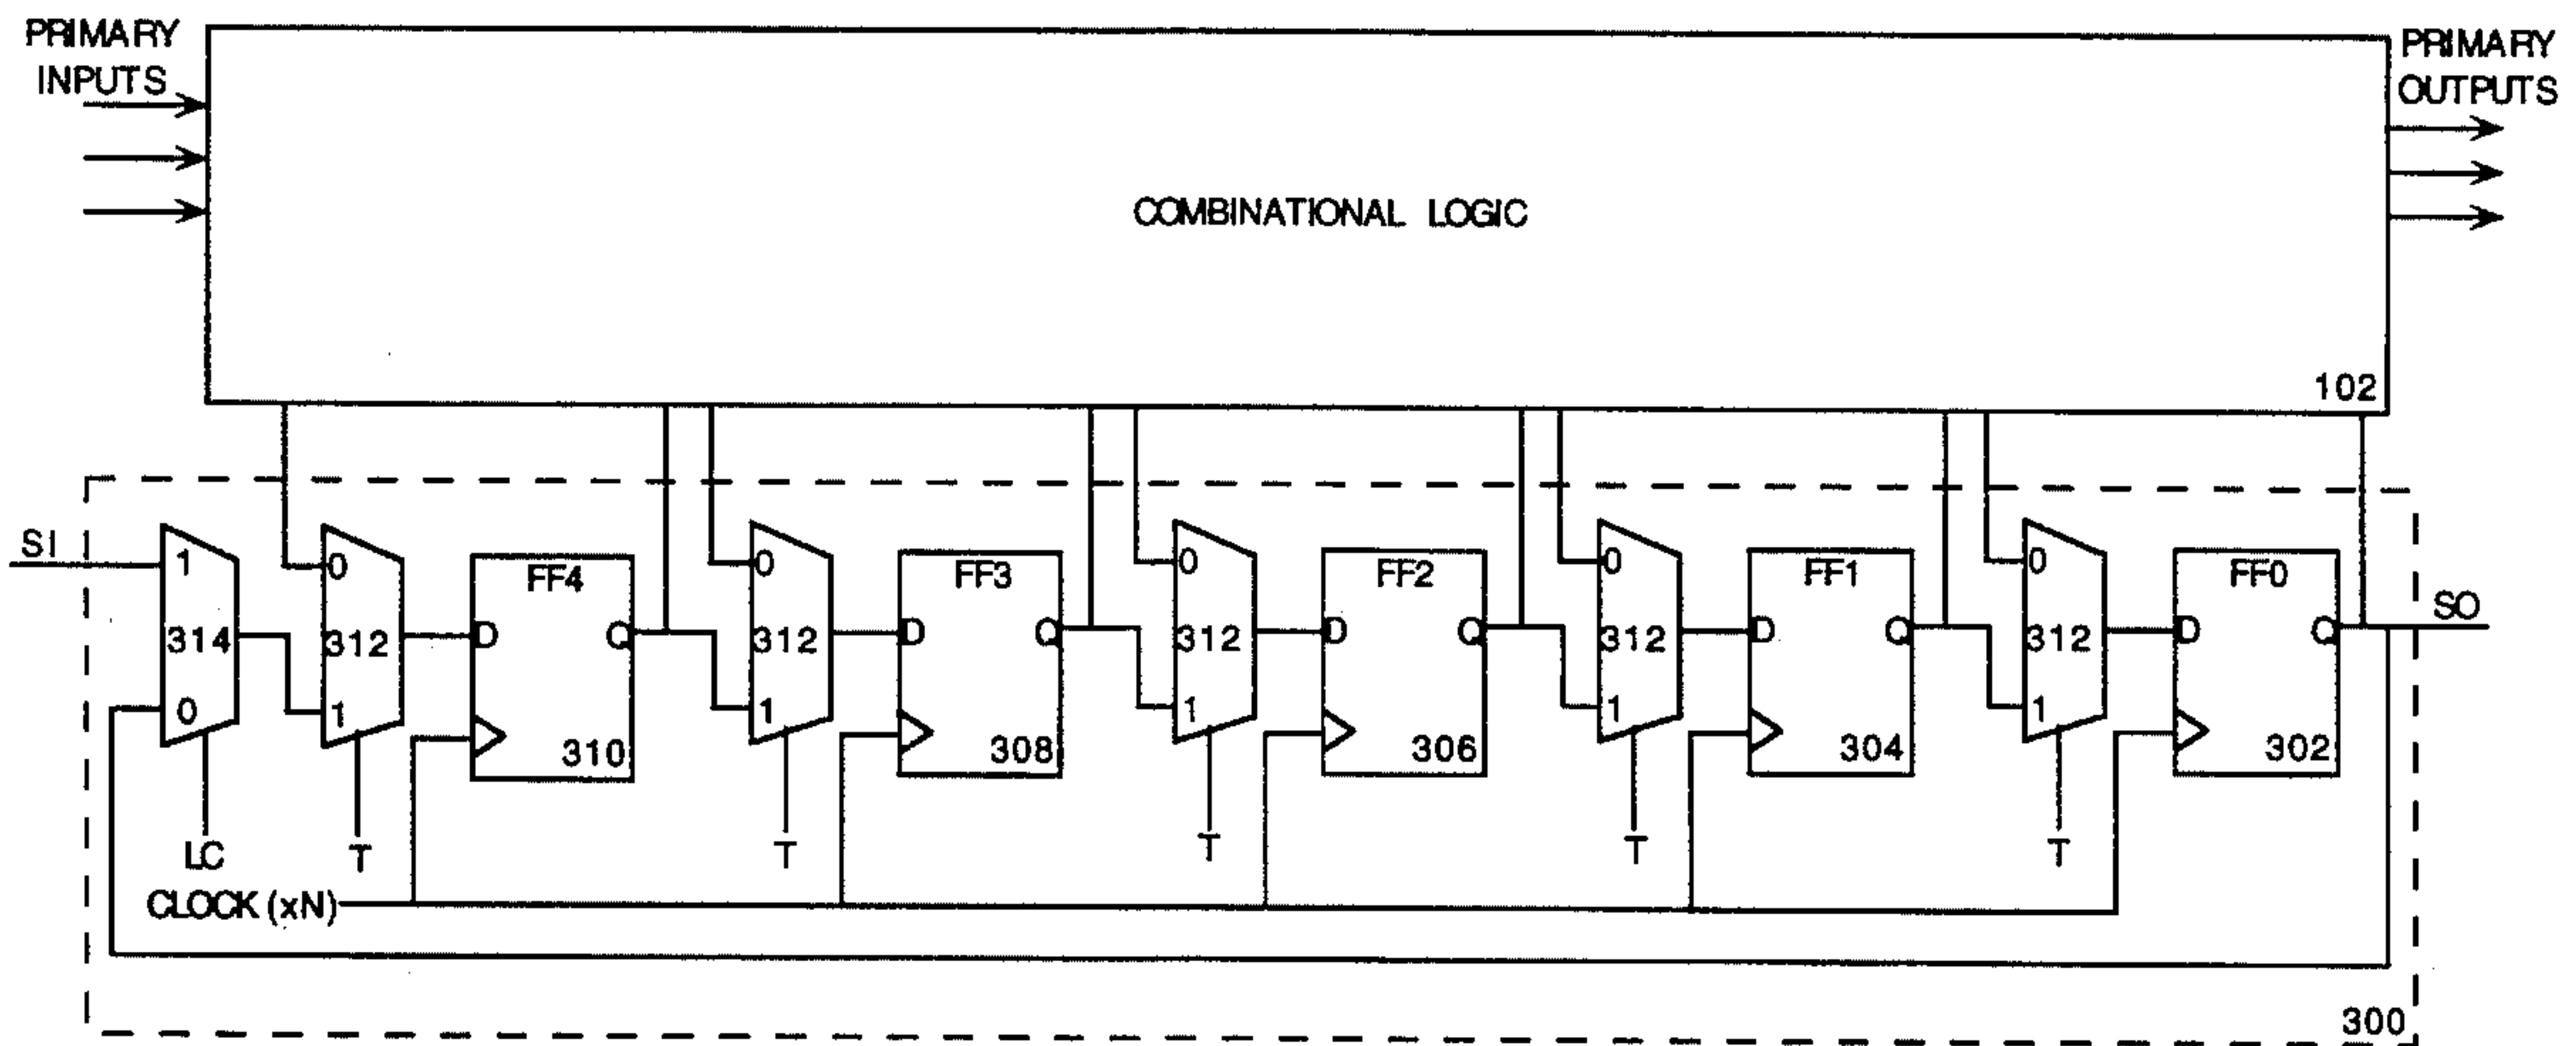 PRIMARY
INPUTS
PRIMARY
OUTPUTS
COMBINATIONAL LOGIC
102
SI
1
314
0
LC
0
312
1
T
FF4
D
Q
310
0
312
1
T
FF3
D
Q
308
0
312
1
T
FF2
D
Q
306
0
312
1
T
FF1
D
Q
304
0
312
1
T
FF0
D
Q
302
SO
CLOCK (xN)
300